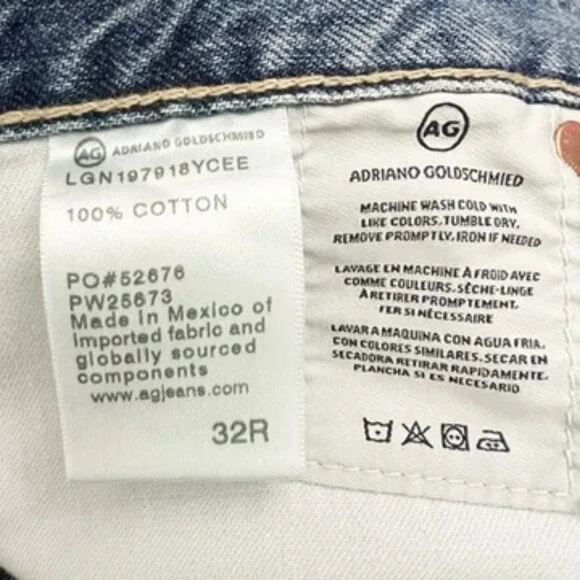 AG ADRIANO GOLDSCHMIED
LGN197918YCEE
100% COTTON
PO#52676
PW25673
Made in Mexico of
imported fabric and
globally sourced
components
www.agjeans.com
32R
AG
ADRIANO GOLDSCHMIED
MACHINE WASH COLD WITH
LIKE COLORS. TUMBLE DRY,
REMOVE PROMPTLY. IRON IF NEEDED
LAVAGE EN MACHINE À FROID AVEC
COMME COULEURS. SÈCHE-LINGE
À RETIRER PROMPTEMENT.
FER SI NÉCESSAIRE
LAVAR A MAQUINA CON AGUA FRIA.
CON COLORES SIMILARES. SECAR EN
SECADORA RETIRAR RAPIDAMENTE.
PLANCHA SI ES NECESARIO